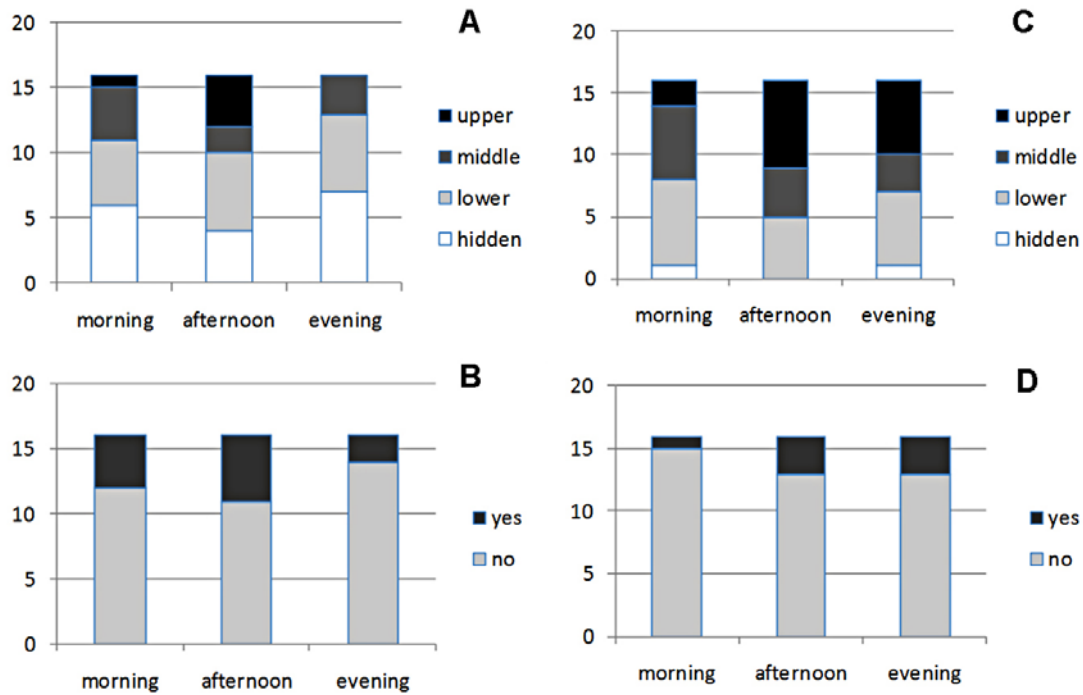 A
20
15
10
5
0
upper
middle
lower
hidden
morning afternoon evening
C
20
15
10
5
0
upper
middle
lower
hidden
morning afternoon evening
B
20
15
10
5
0
yes
no
morning afternoon evening
D
20
15
10
5
0
yes
no
morning afternoon evening